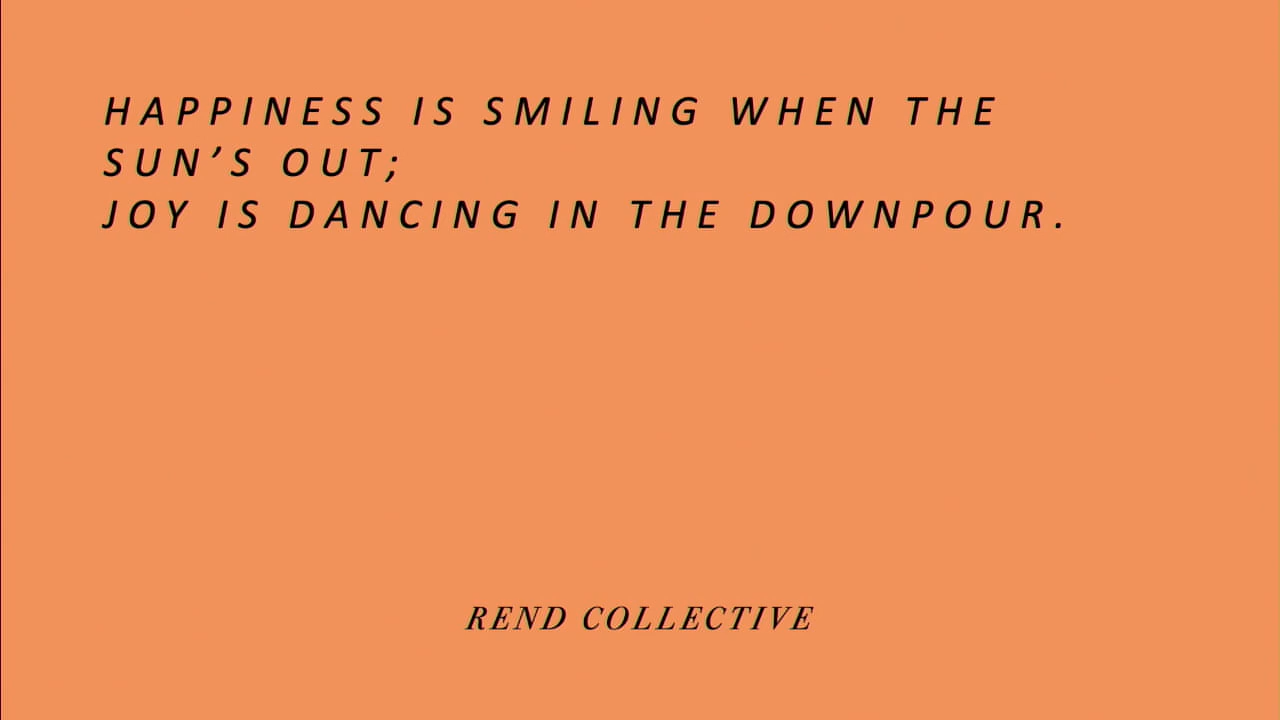 HAPPINESS IS SMILING WHEN THE
SUN’S OUT;
JOY IS DANCING IN THE DOWNPOUR.
REND COLLECTIVE